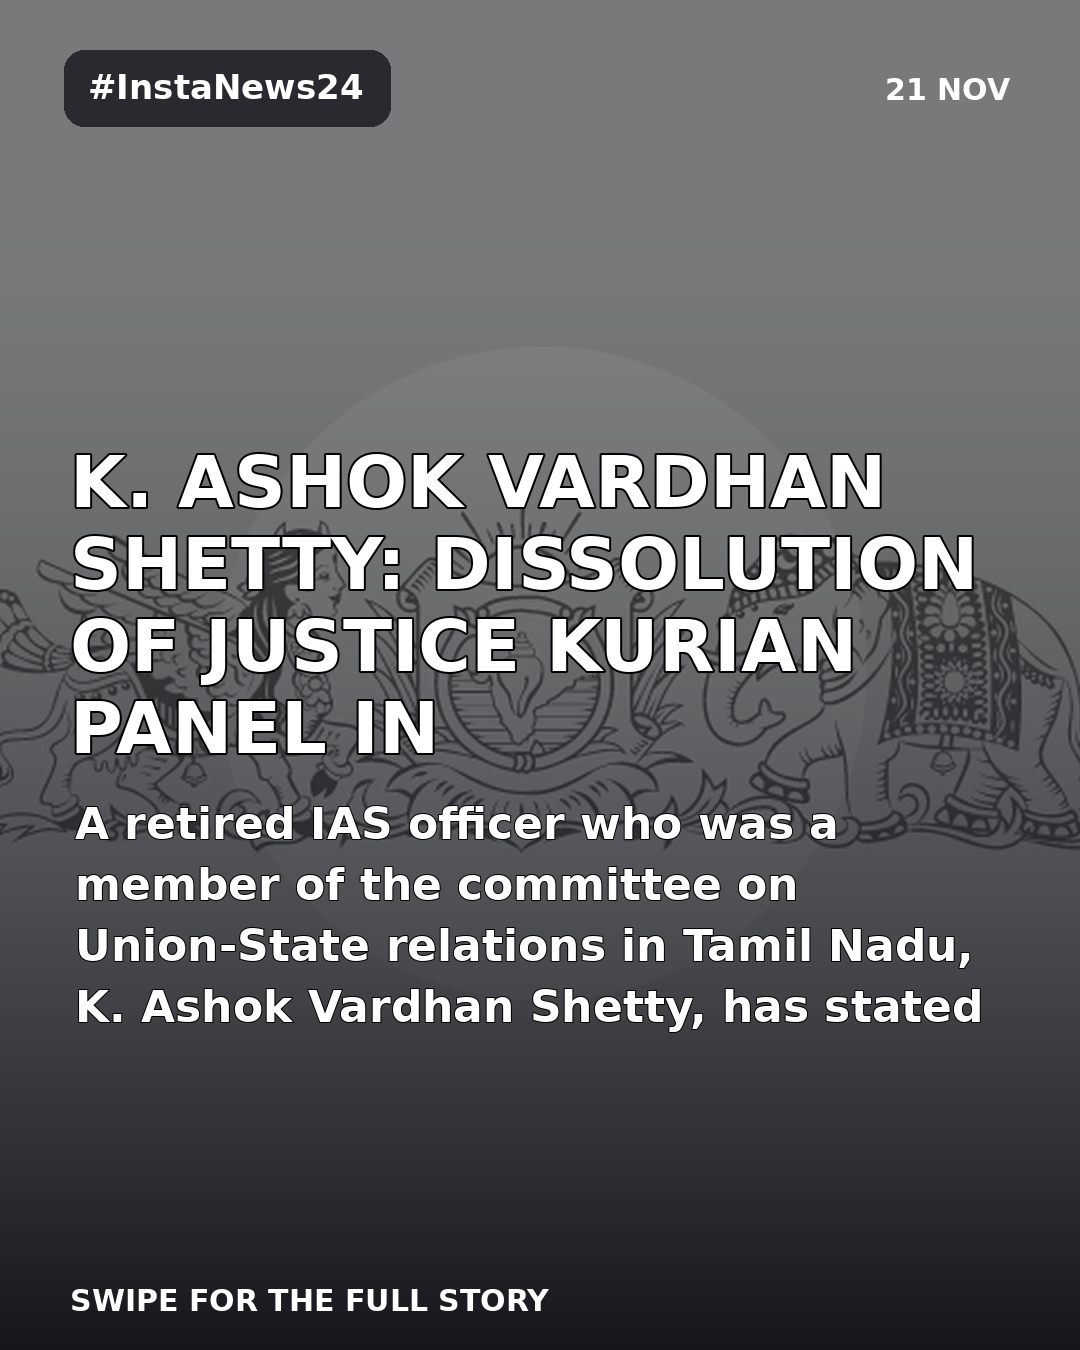 #InstaNews24
21 NOV
K. ASHOK VARDHAN
SHETTY: DISSOLUTION
OF JUSTICE KURIAN
PANEL IN
A retired IAS officer who was a
member of the committee on
Union-State relations in Tamil Nadu,
K. Ashok Vardhan Shetty, has stated
SWIPE FOR THE FULL STORY